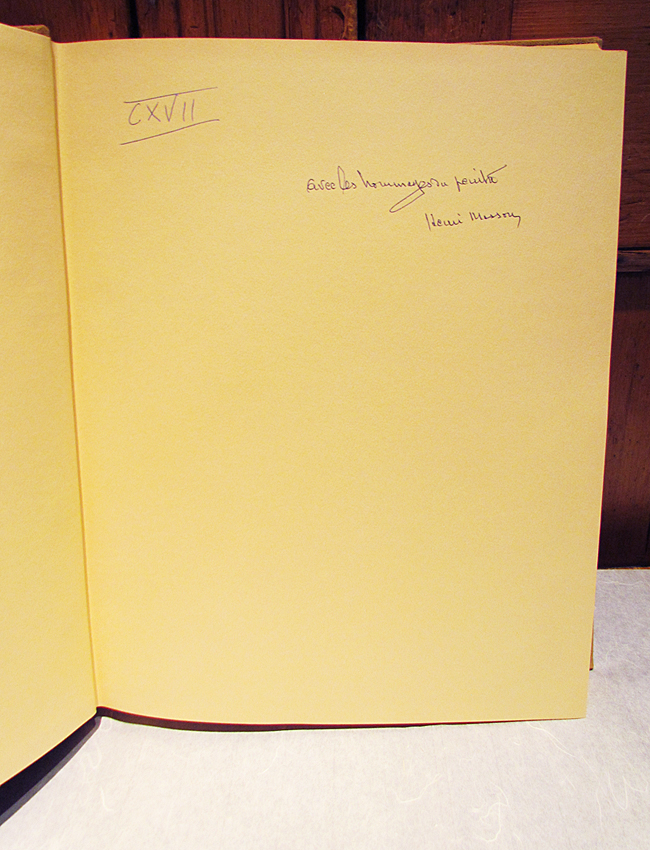 CXVII
avec les hommages du peintre
Henri Masson